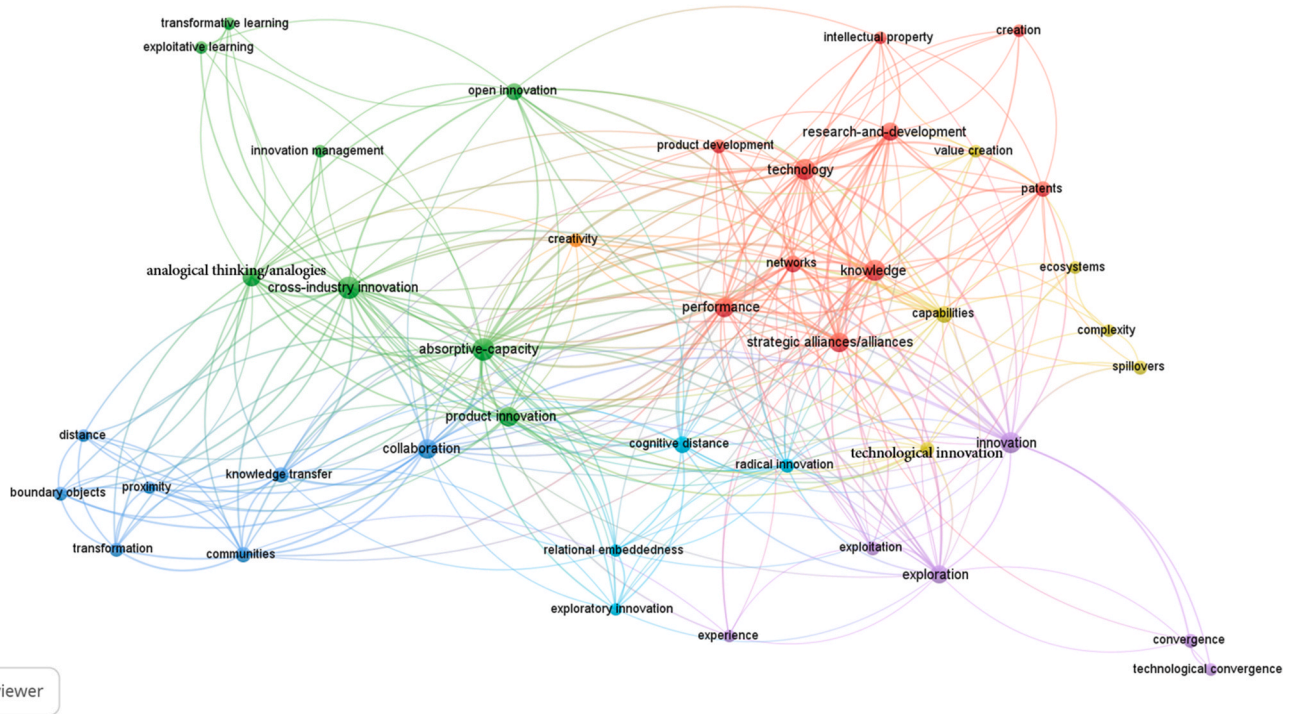 transformative learning
exploitative learning
intellectual property
creation
open innovation
research-and-development
product development
value creation
innovation management
technology
patents
creativity
networks
knowledge
ecosystems
analogical thinking/analogies
cross-industry innovation
performance
capabilities
complexity
strategic alliances/alliances
absorptive-capacity
spillovers
product innovation
distance
collaboration
cognitive distance
innovation
technological innovation
radical innovation
knowledge transfer
proximity
boundary objects
transformation
communities
relational embeddedness
exploitation
exploration
exploratory innovation
experience
convergence
technological convergence
iewer